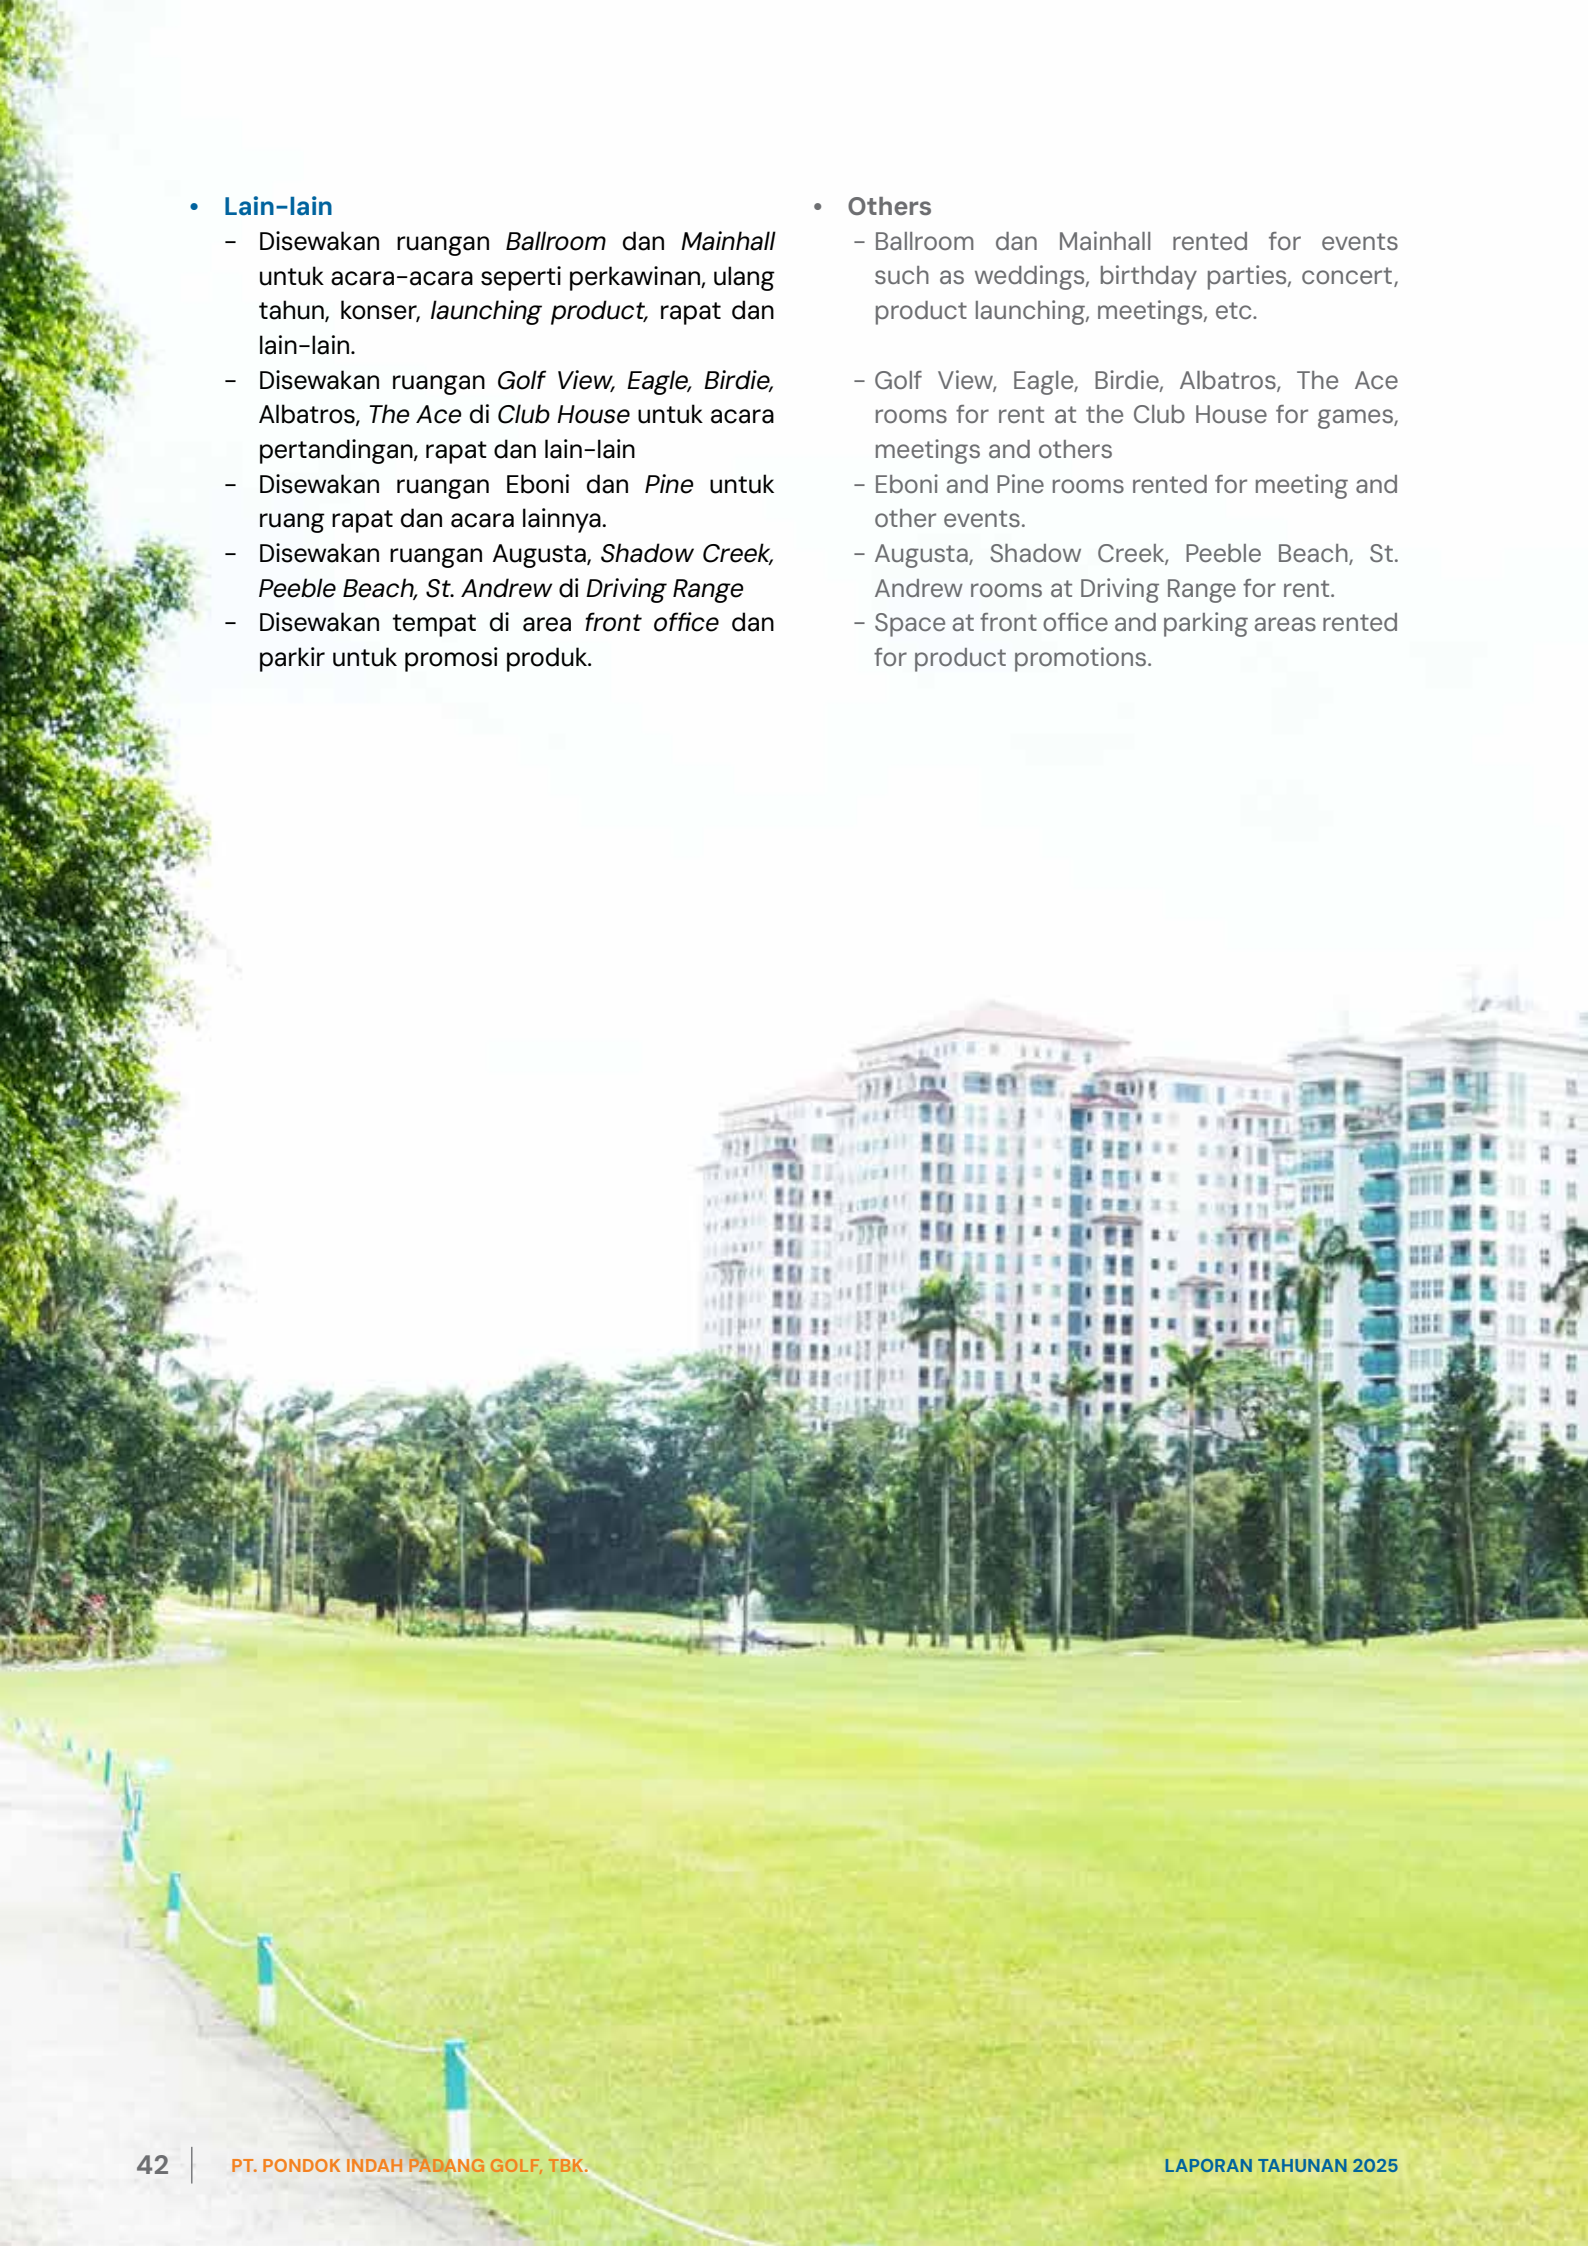 • Lain-lain
- Disewakan ruangan Ballroom dan Mainhall
untuk acara-acara seperti perkawinan, ulang
tahun, konser, launching product, rapat dan
lain-lain.
- Disewakan ruangan Golf View, Eagle, Birdie,
Albatros, The Ace di Club House untuk acara
pertandingan, rapat dan lain-lain
- Disewakan ruangan Eboni dan Pine untuk
ruang rapat dan acara lainnya.
- Disewakan ruangan Augusta, Shadow Creek,
Peeble Beach, St. Andrew di Driving Range
- Disewakan tempat di area front office dan
parkir untuk promosi produk.
• Others
- Ballroom dan Mainhall rented for events
such as weddings, birthday parties, concert,
product launching, meetings, etc.
- Golf View, Eagle, Birdie, Albatros, The Ace
rooms for rent at the Club House for games,
meetings and others
- Eboni and Pine rooms rented for meeting and
other events.
- Augusta, Shadow Creek, Peeble Beach, St.
Andrew rooms at Driving Range for rent.
- Space at front office and parking areas rented
for product promotions.
42
PT. PONDOK INDAH PADANG GOLF, TBK.
LAPORAN TAHUNAN 2025